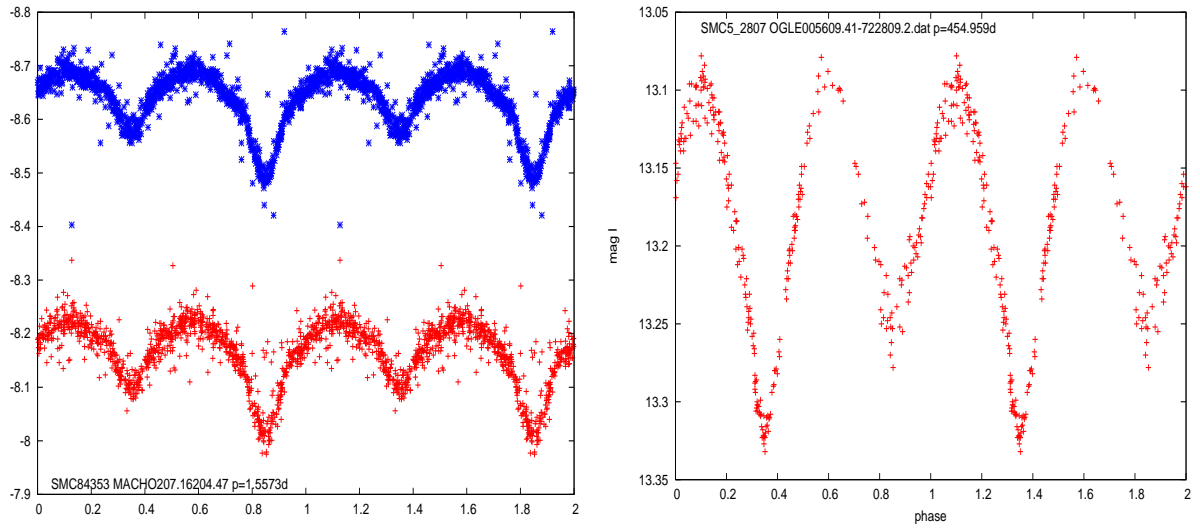 -8.8
-8.7
-8.6
-8.5
-8.4
-8.3
-8.2
-8.1
-8
-7.9
0 0.2 0.4 0.6 0.8 1 1.2 1.4 1.6 1.8 2
SMC84353 MACHO207.16204.47 p=1,5573d
13.05
13.1
13.15
13.2
13.25
13.3
13.35
mag I
SMC5_2807 OGLE005609.41-722809.2.dat p=454.959d
0 0.2 0.4 0.6 0.8 1 1.2 1.4 1.6 1.8 2
phase